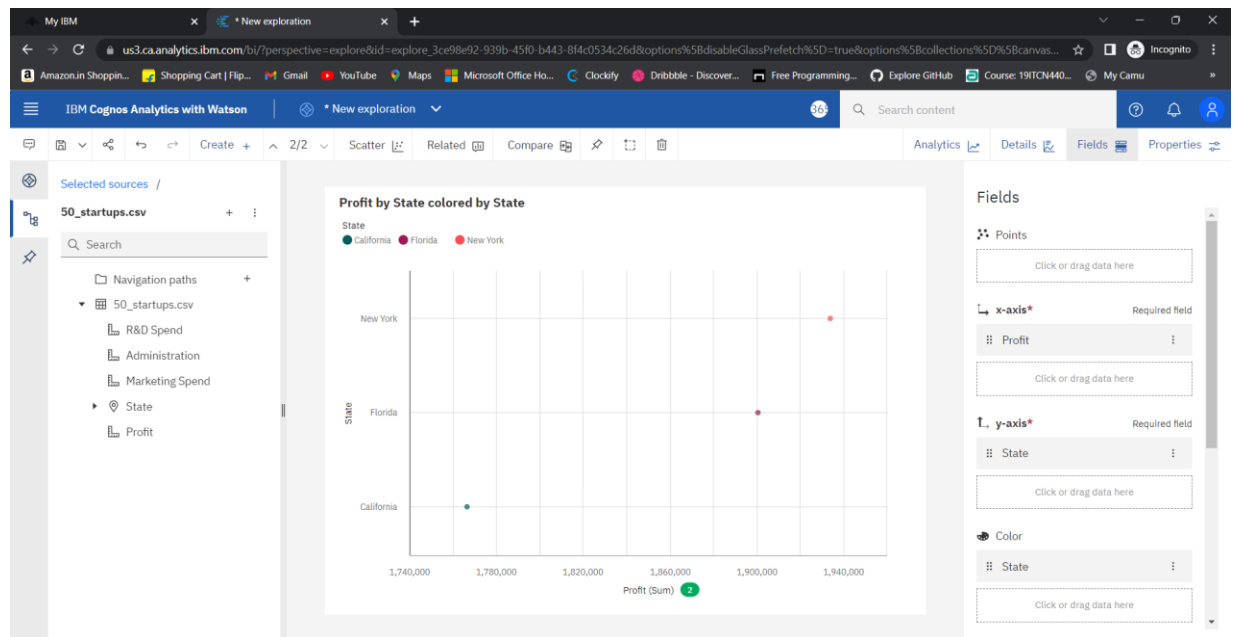 My IBM
* New exploration
us3.ca.analytics.ibm.com/bi/?perspective=explore&id=explore_3ce98e92-939b-45f0-b443-8f4c0534c26d&options%5BdisableGlassPrefetch%5D=true&options%5Bcollections%5D%5Bcanvas...
Incognito
Amazon.in Shoppin...
Shopping Cart | Flip...
Gmail
YouTube
Maps
Microsoft Office Ho...
Clockify
Dribbble - Discover...
Free Programming...
Explore GitHub
Course: 19ITCN440...
My Camu
»
IBM Cognos Analytics with Watson
* New exploration
Search content
Create +
2/2
Scatter
Related
Compare
Analytics
Details
Fields
Properties
Selected sources /
50_startups.csv
Search
Navigation paths
50_startups.csv
R&D Spend
Administration
Marketing Spend
State
Profit
Profit by State colored by State
State
California
Florida
New York
New York
Florida
California
State
1,740,000
1,780,000
1,820,000
1,860,000
1,900,000
1,940,000
Profit (Sum) 2
Fields
Points
Click or drag data here
x-axis* Required field
Profit
Click or drag data here
y-axis* Required field
State
Click or drag data here
Color
State
Click or drag data here